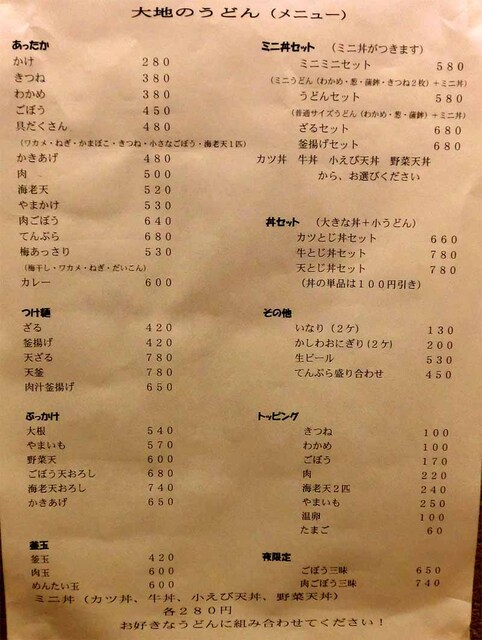 大地のうどん（メニュー）
あったか
かけ 280
きつね 380
わかめ 380
ごぼう 450
具だくさん 480
（ワカメ・ねぎ・かまぼこ・きつね・小さなごぼう・海老天１匹）
かきあげ 480
肉 500
海老天 520
やまかけ 530
肉ごぼう 640
てんぷら 680
梅あっさり 530
（梅干し・ワカメ・ねぎ・だいこん）
カレー 600
つけ麺
ざる 420
釜揚げ 420
天ざる 780
天釜 780
肉汁釜揚げ 650
ぶっかけ
大根 540
やまいも 570
野菜天 600
ごぼう天おろし 680
海老天おろし 740
かきあげ 650
釜玉
釜玉 420
肉玉 600
めんたい玉 600
ミニ丼セット （ミニ丼がつきます）
ミニミニセット 580
（ミニうどん（わかめ・葱・蒲鉾・きつね２枚）＋ミニ丼）
うどんセット 580
（普通サイズうどん（わかめ・葱・蒲鉾）＋ミニ丼）
ざるセット 680
釜揚げセット 680
カツ丼 牛丼 小えび天丼 野菜天丼
から、お選びください
丼セット （大きな丼＋小うどん）
カツとじ丼セット 660
牛とじ丼セット 780
天とじ丼セット 780
（丼の単品は１００円引き）
その他
いなり（２ケ） 130
かしわおにぎり（２ケ） 200
生ビール 530
てんぷら盛り合わせ 450
トッピング
きつね 100
わかめ 100
ごぼう 170
肉 220
海老天２匹 240
やまいも 250
温卵 100
たまご 60
夜限定
ごぼう三味 650
肉ごぼう三味 740
ミニ丼（カツ丼、牛丼、小えび天丼、野菜天丼）
各２８０円
お好きなうどんに組み合わせてください！